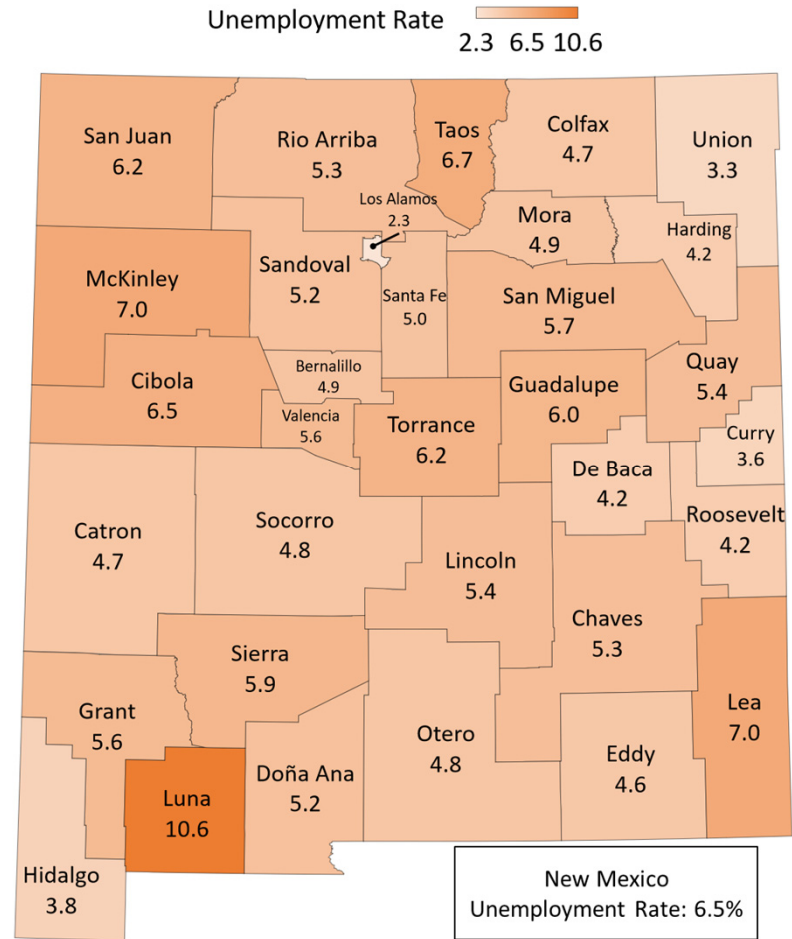 Unemployment Rate
2.3 6.5 10.6
San Juan
6.2
Rio Arriba
5.3
Taos
6.7
Colfax
4.7
Union
3.3
Los Alamos
2.3
Mora
4.9
Harding
4.2
McKinley
7.0
Sandoval
5.2
Santa Fe
5.0
San Miguel
5.7
Quay
5.4
Cibola
6.5
Bernalillo
4.9
Valencia
5.6
Torrance
6.2
Guadalupe
6.0
Curry
3.6
De Baca
4.2
Roosevelt
4.2
Catron
4.7
Socorro
4.8
Lincoln
5.4
Chaves
5.3
Sierra
5.9
Grant
5.6
Lea
7.0
Otero
4.8
Eddy
4.6
Doña Ana
5.2
Luna
10.6
Hidalgo
3.8
New Mexico
Unemployment Rate: 6.5%